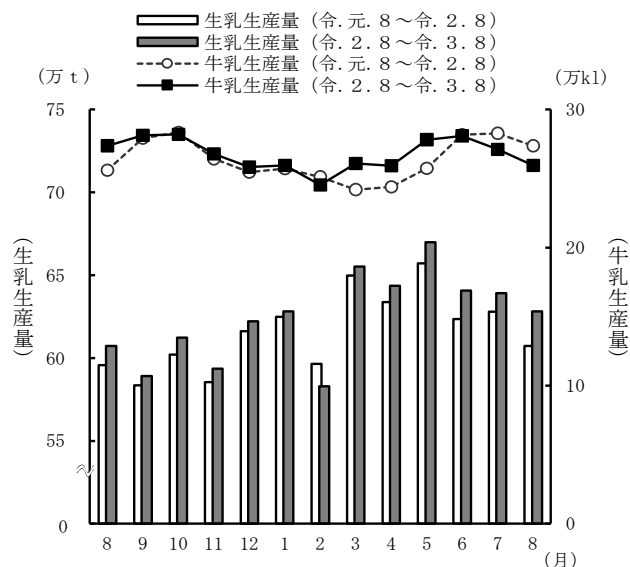 生乳生産量（令.元.8～令.2.8）
生乳生産量（令.2.8～令.3.8）
牛乳生産量（令.元.8～令.2.8）
牛乳生産量（令.2.8～令.3.8）
（万ｔ）
（万kl）
75
70
65
60
55
0
（生乳生産量）
30
20
10
0
（牛乳生産量）
8 9 10 11 12 1 2 3 4 5 6 7 8
（月）